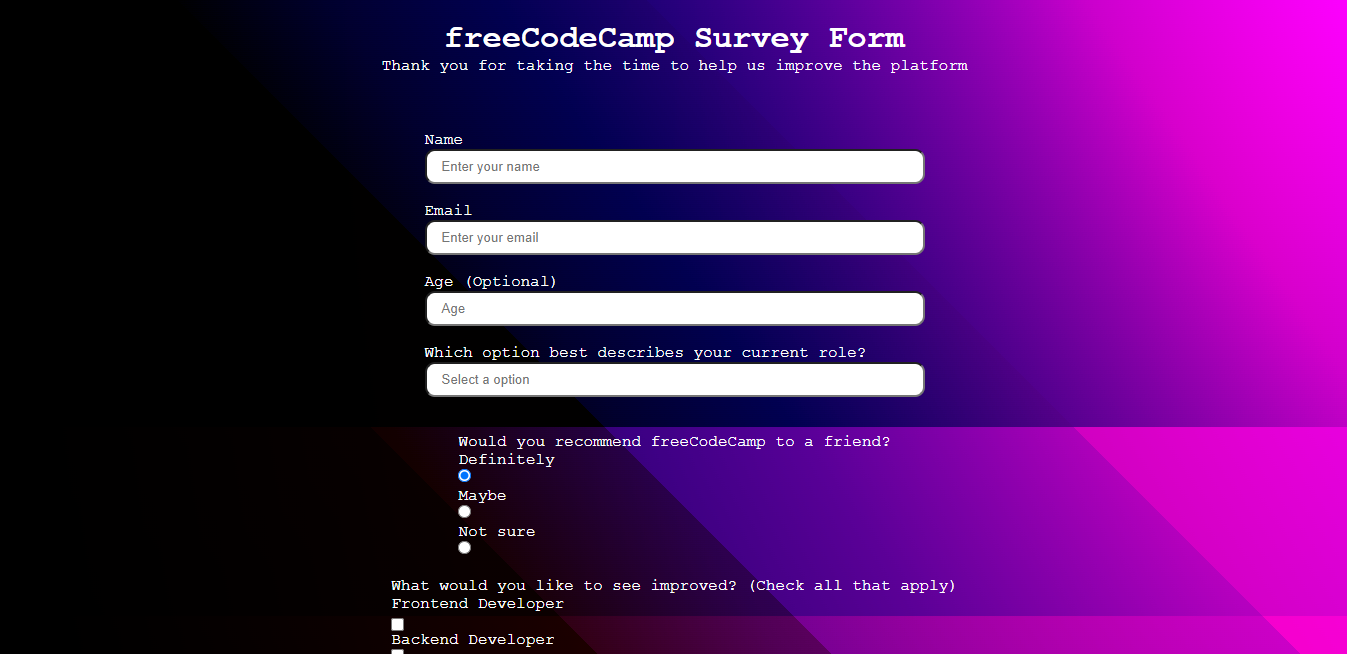 freeCodeCamp Survey Form
Thank you for taking the time to help us improve the platform
Name
Enter your name
Email
Enter your email
Age (Optional)
Age
Which option best describes your current role?
Select a option
Would you recommend freeCodeCamp to a friend?
Definitely
Maybe
Not sure
What would you like to see improved? (Check all that apply)
Frontend Developer
Backend Developer